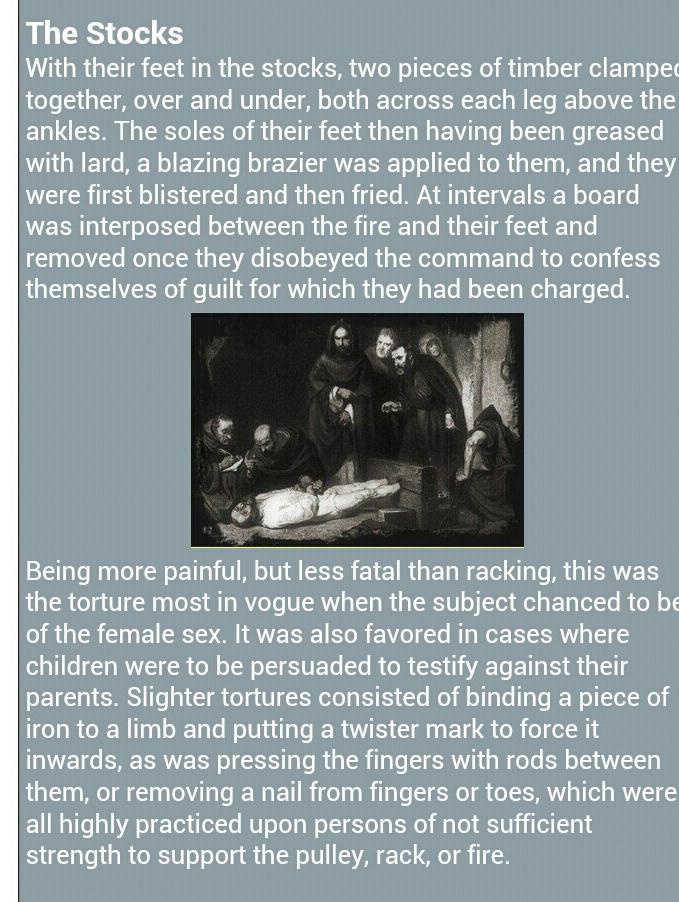 The Stocks
With their feet in the stocks, two pieces of timber clamped
together, over and under, both across each leg above the
ankles. The soles of their feet then having been greased
with lard, a blazing brazier was applied to them, and they
were first blistered and then fried. At intervals a board
was interposed between the fire and their feet and
removed once they disobeyed the command to confess
themselves of guilt for which they had been charged.
Being more painful, but less fatal than racking, this was
the torture most in vogue when the subject chanced to be
of the female sex. It was also favored in cases where
children were to be persuaded to testify against their
parents. Slighter tortures consisted of binding a piece of
iron to a limb and putting a twister mark to force it
inwards, as was pressing the fingers with rods between
them, or removing a nail from fingers or toes, which were
all highly practiced upon persons of not sufficient
strength to support the pulley, rack, or fire.